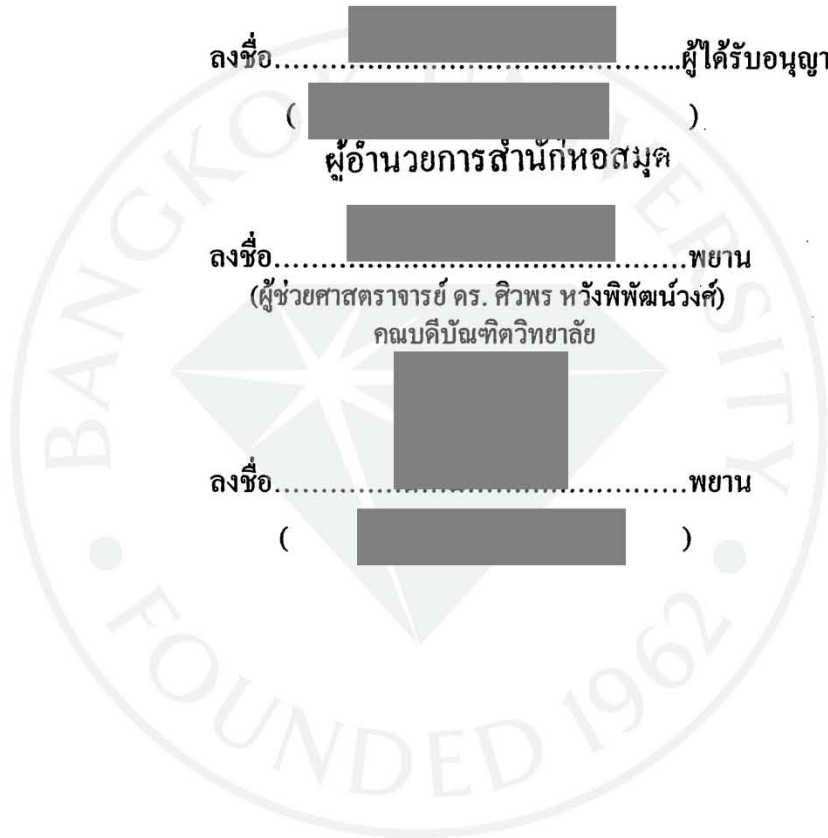 ลงชื่อ.......................................ผู้ได้รับอนุญา
( )
ผู้อำนวยการสำนักหอสมุด
ลงชื่อ.......................................พยาน
(ผู้ช่วยศาสตราจารย์ ดร. ศิวพร หวังพิพัฒน์วงศ์)
คณบดีบัณฑิตวิทยาลัย
ลงชื่อ.......................................พยาน
( )
BANGKOK UNIVERSITY
FOUNDED 1962